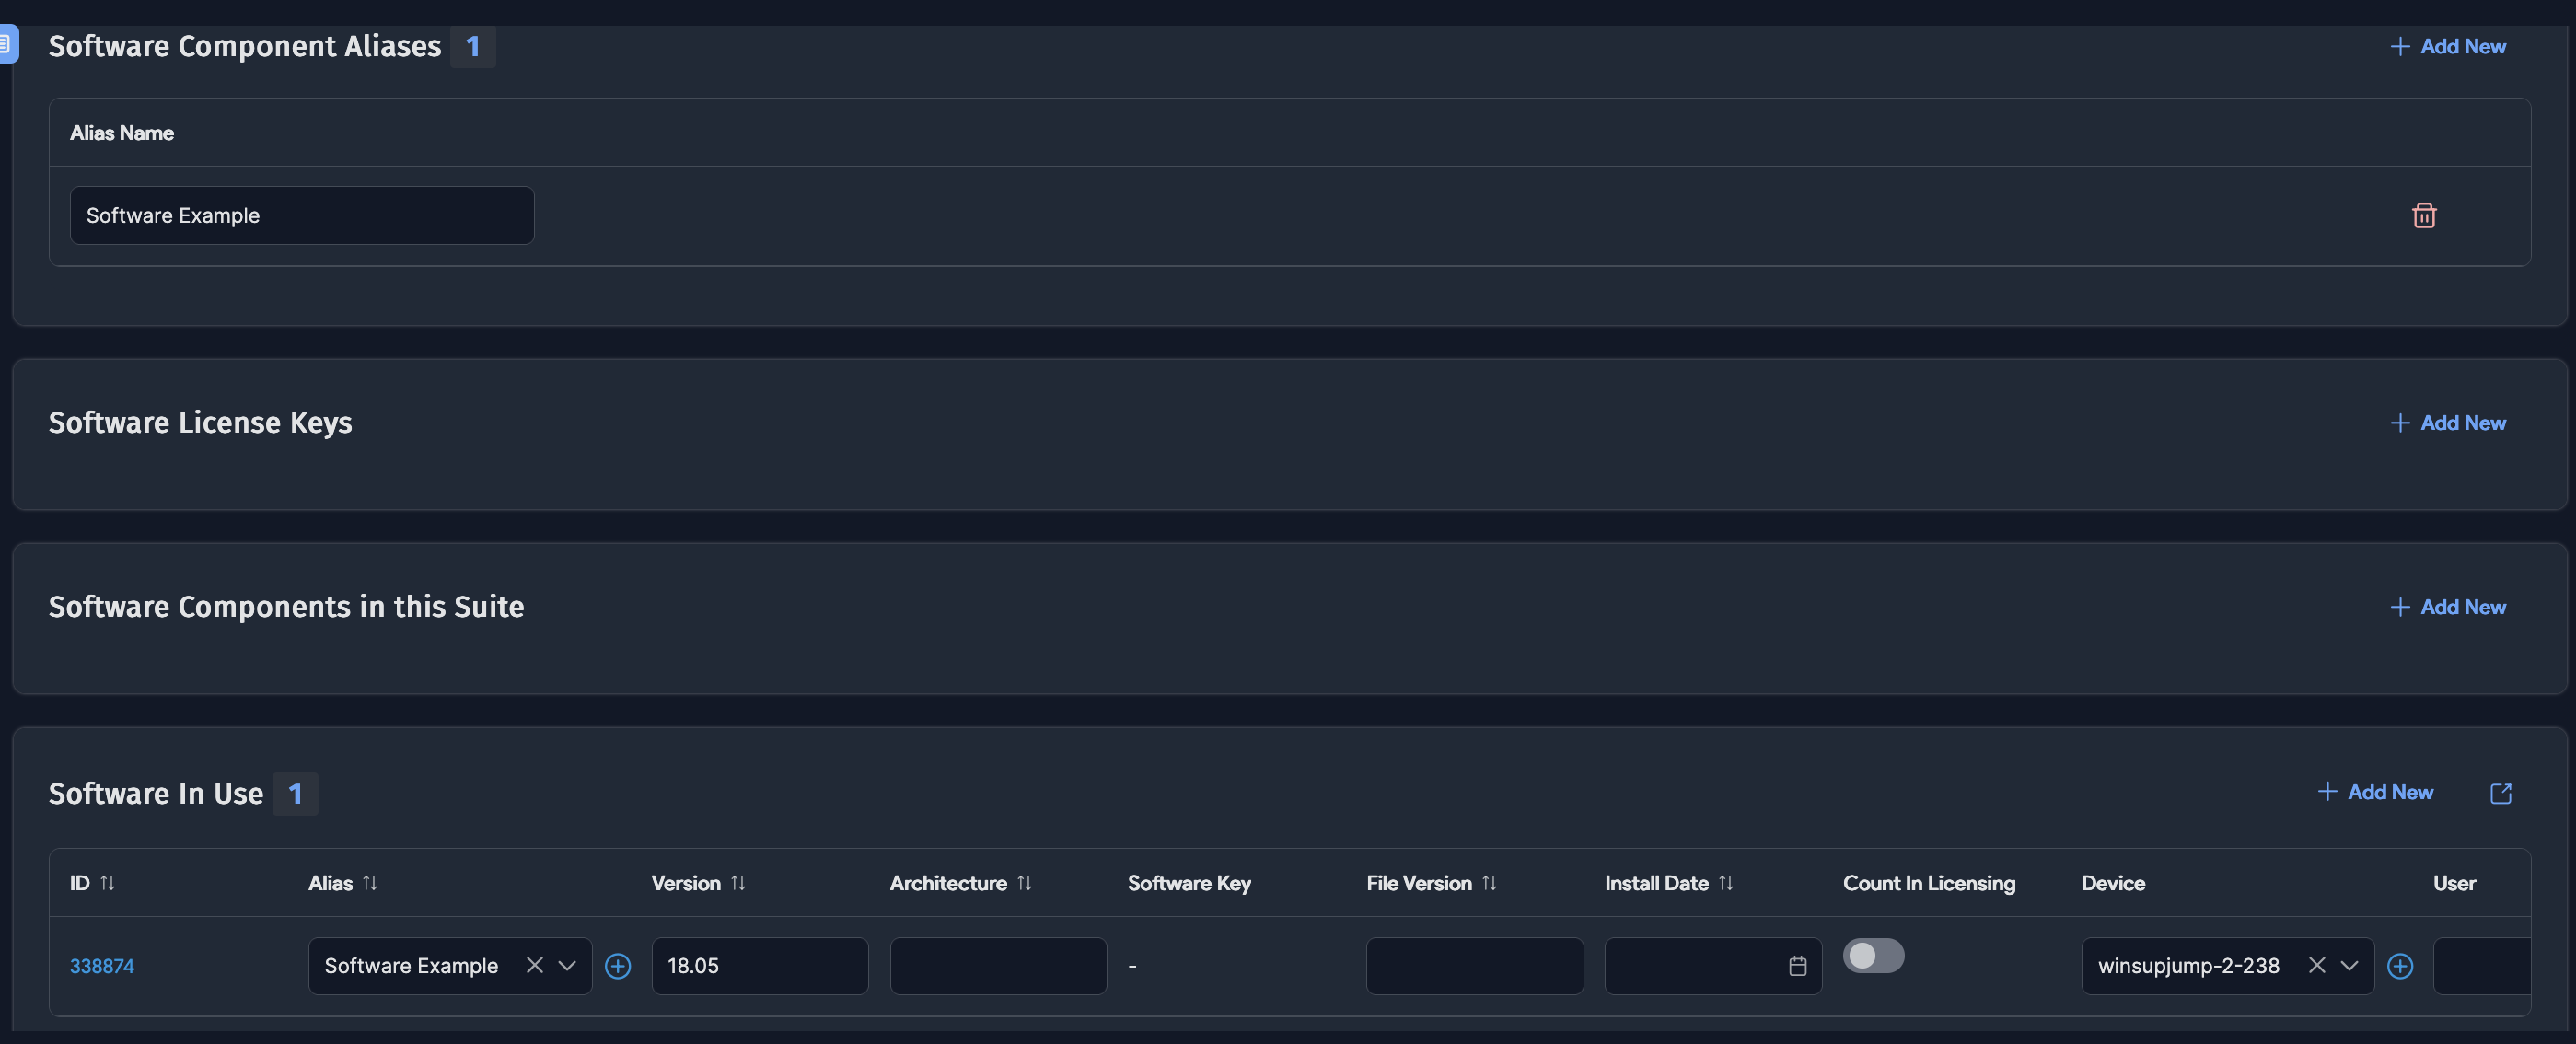 Software Component Aliases 1
Add New
Alias Name
Software Example
Software License Keys
Add New
Software Components in this Suite
Add New
Software In Use 1
Add New
ID Alias Version Architecture Software Key File Version Install Date Count In Licensing Device User
338874 Software Example 18.05 - winsupjump-2-238